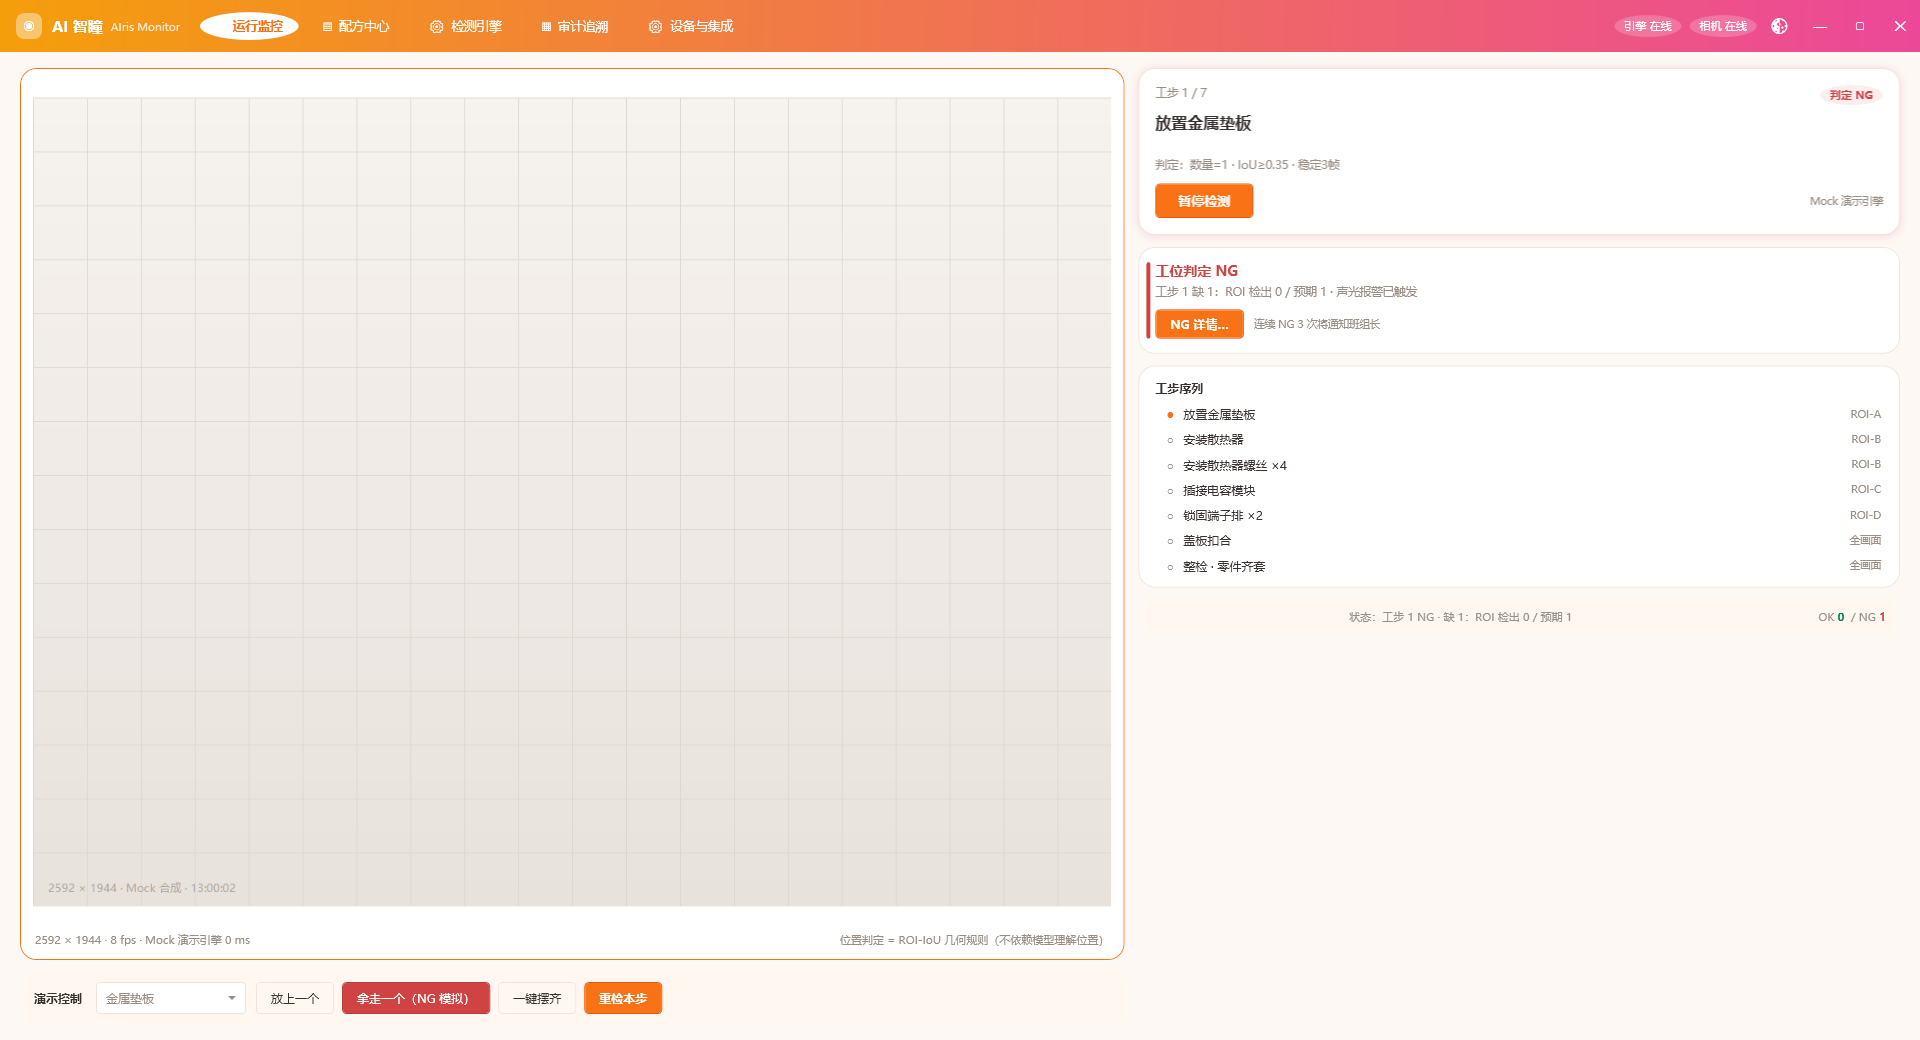 AI 智瞳 AIris Monitor
运行监控
配方中心
检测引擎
审计追溯
设备与集成
引擎 在线
相机 在线
2592 × 1944 · Mock 合成 · 13:00:02
2592 × 1944 · 8 fps · Mock 演示引擎 0 ms
位置判定 = ROI-IoU 几何规则（不依赖模型理解位置）
演示控制
金属垫板
放上一个
拿走一个（NG 模拟）
一键摆齐
重检本步
工步 1 / 7
判定 NG
放置金属垫板
判定：数量=1 · IoU≥0.35 · 稳定3帧
暂停检测
Mock 演示引擎
工位判定 NG
工步 1 缺 1：ROI 检出 0 / 预期 1 · 声光报警已触发
NG 详情...
连续 NG 3 次将通知班组长
工步序列
放置金属垫板 ROI-A
安装散热器 ROI-B
安装散热器螺丝 ×4 ROI-B
插接电容模块 ROI-C
锁固端子排 ×2 ROI-D
盖板扣合 全画面
整检 · 零件齐套 全画面
状态：工步 1 NG · 缺 1：ROI 检出 0 / 预期 1
OK 0 / NG 1